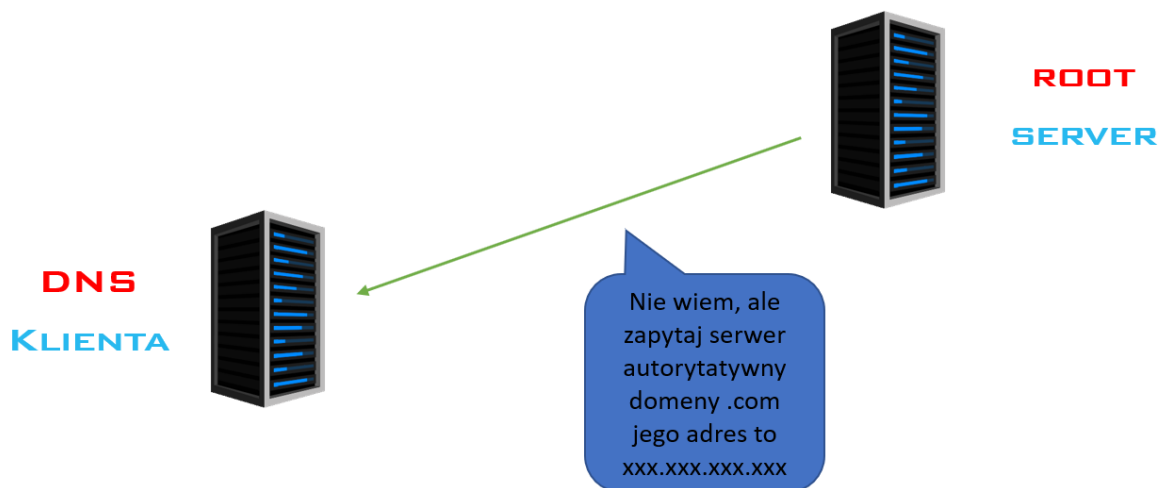 ROOT
SERVER
DNS
KLIENTA
Nie wiem, ale
zapytaj serwer
autorytatywny
domeny .com
jego adres to
xxx.xxx.xxx.xxx